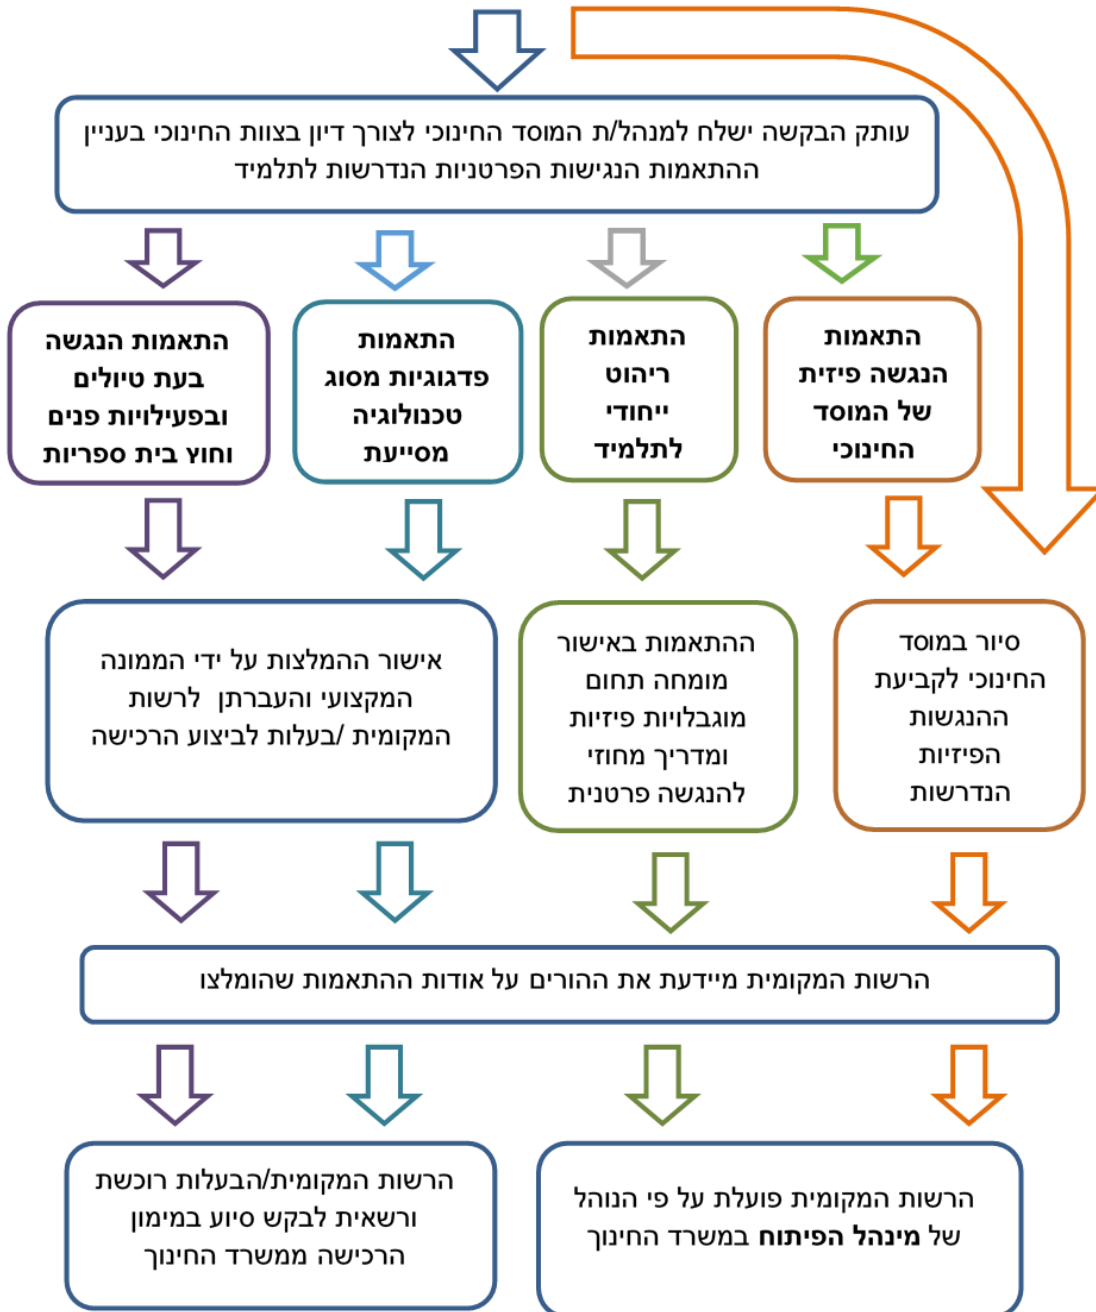 עותק הבקשה ישלח למנהל/ת המוסד החינוכי לצורך דיון בצוות החינוכי בעניין
ההתאמות הנגישות הפרטניות הנדרשות לתלמיד
התאמות
הנגשה פיזית
של המוסד
החינוכי
התאמות
ריהוט
ייחודי
לתלמיד
התאמות
פדגוגיות מסוג
טכנולוגיה
מסייעת
התאמות הנגשה
בעת טיולים
ובפעילויות פנים
וחוץ בית ספריות
סיור במוסד
החינוכי לקביעת
ההנגשות
הפיזיות
הנדרשות
ההתאמות באישור
מומחה תחום
מוגבלויות פיזיות
ומדריך מחוזי
להנגשה פרטנית
אישור ההמלצות על ידי הממונה
המקצועי והעברתן לרשות
המקומית /בעלות לביצוע הרכישה
הרשות המקומית מיידעת את ההורים על אודות ההתאמות שהומלצו
הרשות המקומית פועלת על פי הנוהל
של מינהל הפיתוח במשרד החינוך
הרשות המקומית/הבעלות רוכשת
ורשאית לבקש סיוע במימון
הרכישה ממשרד החינוך